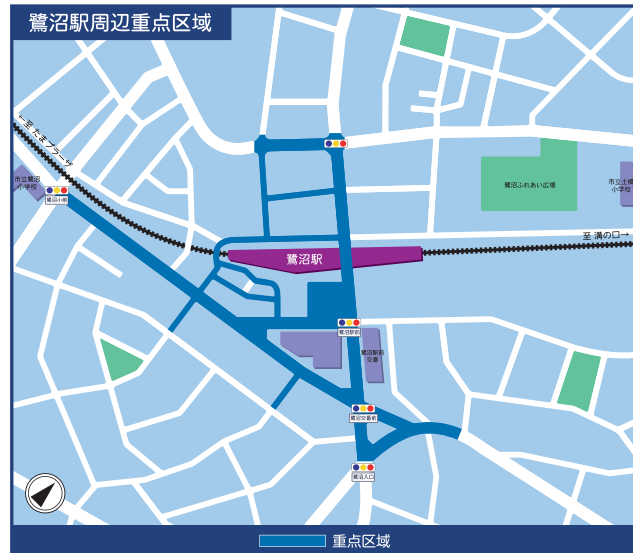 鷺沼駅周辺重点区域
←至 たまプラーザ
市立鷺沼
小学校
鷺沼小前
鷺沼ふれあい広場
市立土橋
小学校
至 溝の口→
鷺沼駅
鷺沼駅前
鷺沼駅前
交番
鷺沼交番前
鷺沼入口
重点区域